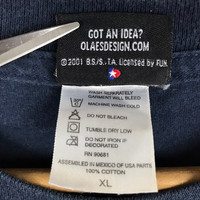 GOT AN IDEA?
OLAESDESIGN.COM
© 2001 B.S./S.T.A. Licensed by FUN.
WASH SEPARATELY
GARMENT WILL BLEED
MACHINE WASH COLD
DO NOT BLEACH
TUMBLE DRY LOW
DO NOT IRON IF
DECORATED
RN 90681
ASSEMBLED IN MEXICO OF USA PARTS
100% COTTON
XL